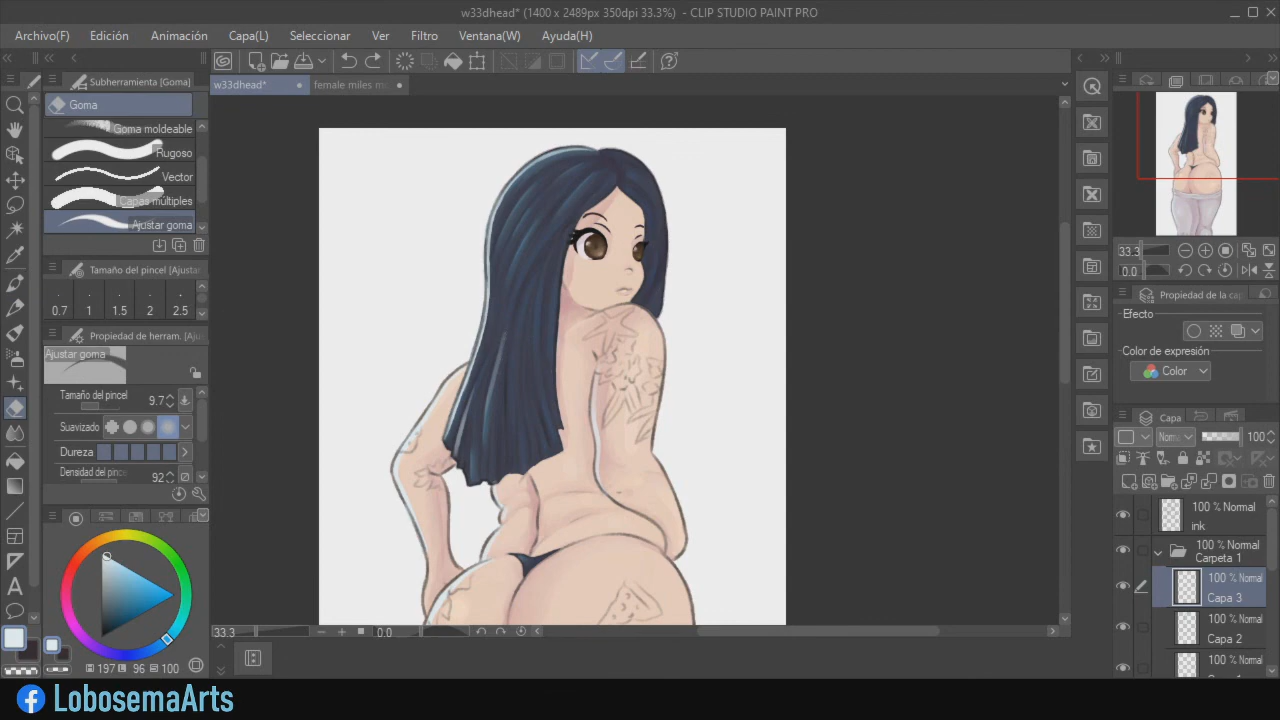 w33dhead* (1400 x 2489px 350dpi 33.3%) - CLIP STUDIO PAINT PRO
Archivo(F) Edición Animación Capa(L) Seleccionar Ver Filtro Ventana(W) Ayuda(H)
Subherramienta [Goma]
w33dhead* female miles
Goma
Goma moldeable
Rugoso
Vector
Capas múltiples
Ajustar goma
Tamaño del pincel [Ajustar
0.7 1 1.5 2 2.5
Propiedad de herram. [Aju
Ajustar goma
Tamaño del pincel 9.7
Suavizado
Dureza
Densidad del pince 92
197 L 96 S 100
33.3 0.0
33.3
0.0
Propiedad de la cap
Efecto
Color de expresión
Color
Capa
Norma 100
100 % Normal
ink
100 % Normal
Carpeta 1
100 % Normal
Capa 3
100 % Normal
Capa 2
100 % Normal
LobosemaArts